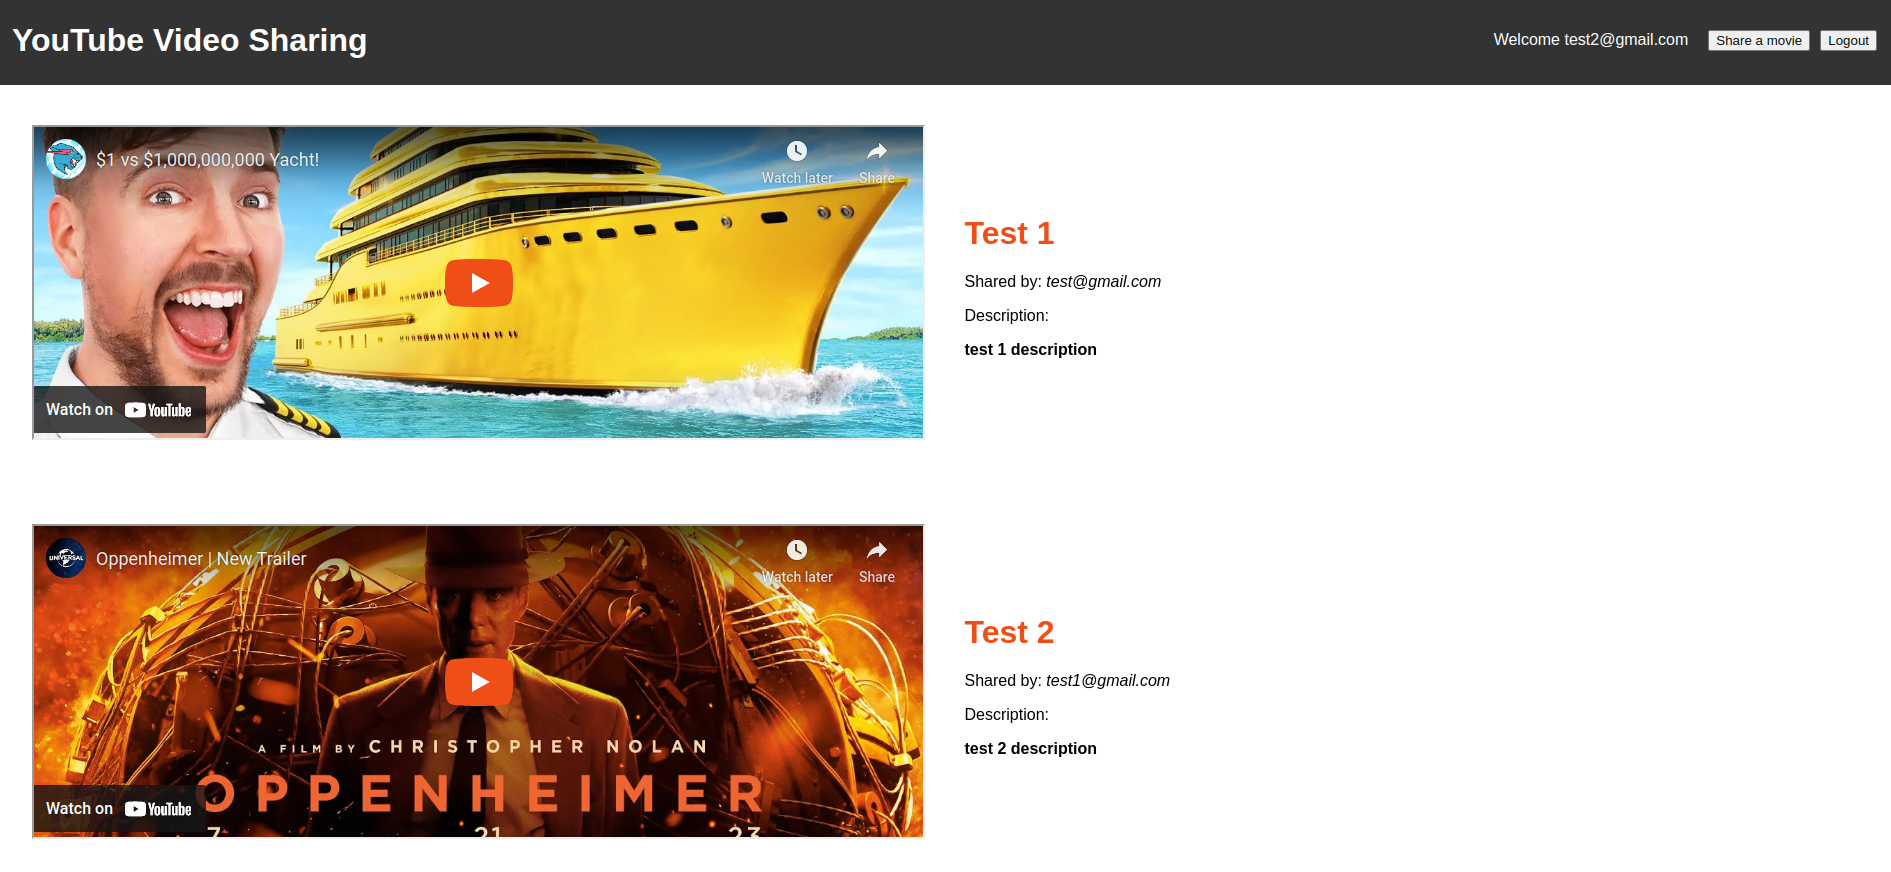 YouTube Video Sharing
Welcome test2@gmail.com
Share a movie
Logout
$1 vs $1,000,000,000 Yacht!
Watch later
Share
Watch on YouTube
Test 1
Shared by: test@gmail.com
Description:
test 1 description
UNIVERSAL
Oppenheimer | New Trailer
Watch later
Share
A FILM BY CHRISTOPHER NOLAN
OPPENHEIMER
Watch on YouTube
7 21 23
Test 2
Shared by: test1@gmail.com
Description:
test 2 description